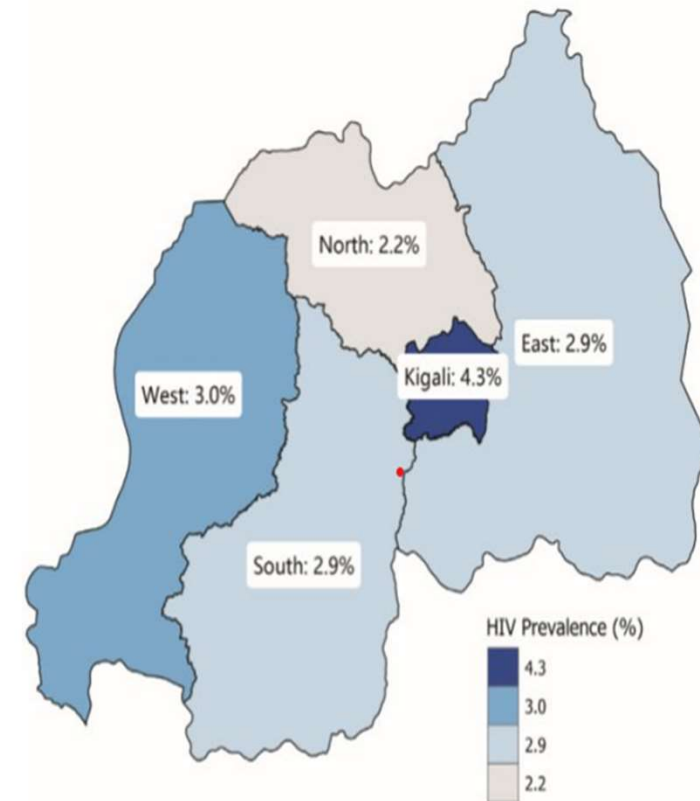 North: 2.2%
East: 2.9%
Kigali: 4.3%
West: 3.0%
South: 2.9%
HIV Prevalence (%)
4.3
3.0
2.9
2.2